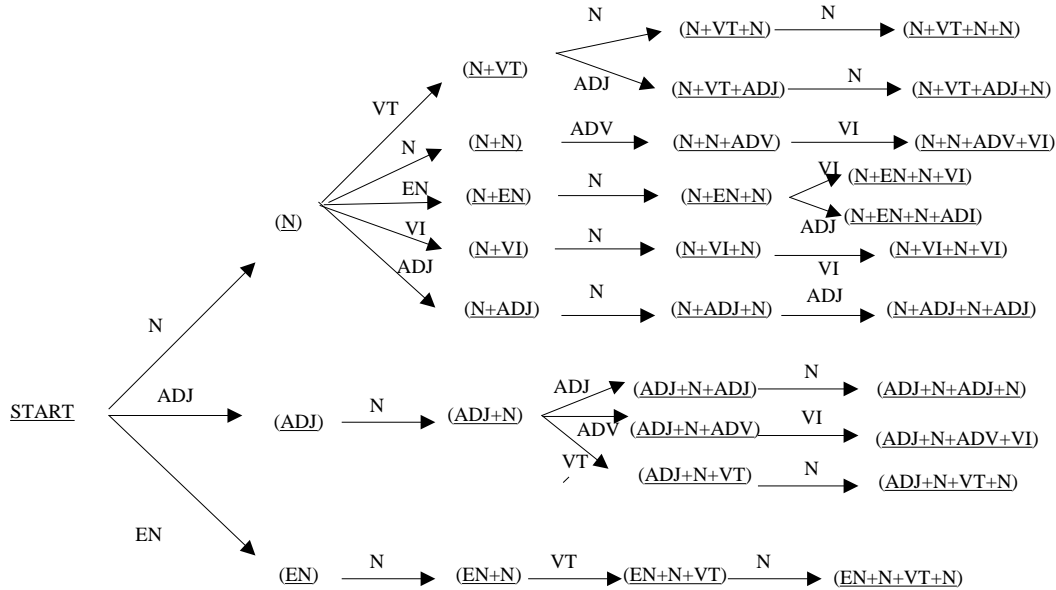 N
(N+VT+N)
N
(N+VT+N+N)
(N+VT)
ADJ
(N+VT+ADJ)
N
(N+VT+ADJ+N)
VT
N
(N+N)
ADV
(N+N+ADV)
VI
(N+N+ADV+VI)
EN
(N+EN)
N
(N+EN+N)
VI
(N+EN+N+VI)
ADJ
(N+EN+N+ADI)
(N)
VI
(N+VI)
N
(N+VI+N)
VI
(N+VI+N+VI)
ADJ
(N+ADJ)
N
(N+ADJ+N)
ADJ
(N+ADJ+N+ADJ)
N
START
ADJ
(ADJ)
N
(ADJ+N)
ADJ
(ADJ+N+ADJ)
N
(ADJ+N+ADJ+N)
ADV
(ADJ+N+ADV)
VI
(ADJ+N+ADV+VI)
VT
(ADJ+N+VT)
N
(ADJ+N+VT+N)
EN
(EN)
N
(EN+N)
VT
(EN+N+VT)
N
(EN+N+VT+N)